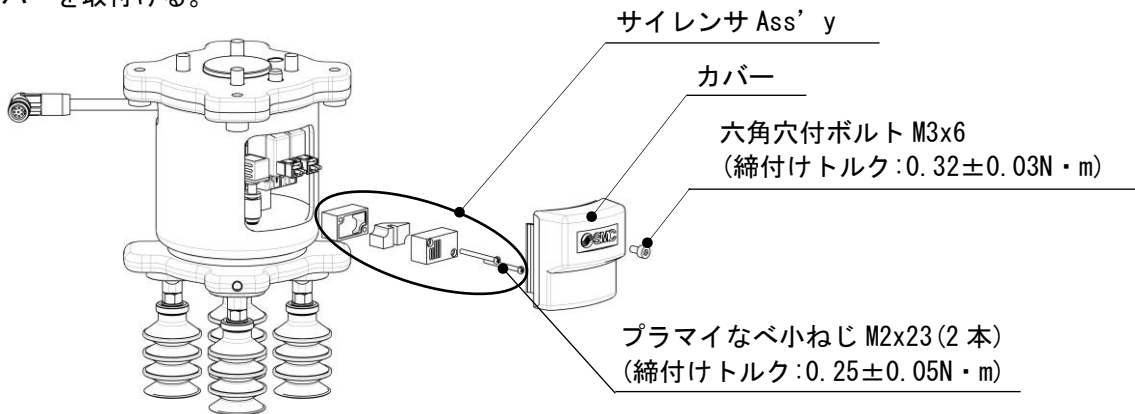 バーを取付ける。
サイレンサ Ass’y
カバー
六角穴付ボルト M3x6
(締付けトルク:0.32±0.03N・m)
SMC
プラマイなべ小ねじ M2x23(2本)
(締付けトルク:0.25±0.05N・m)